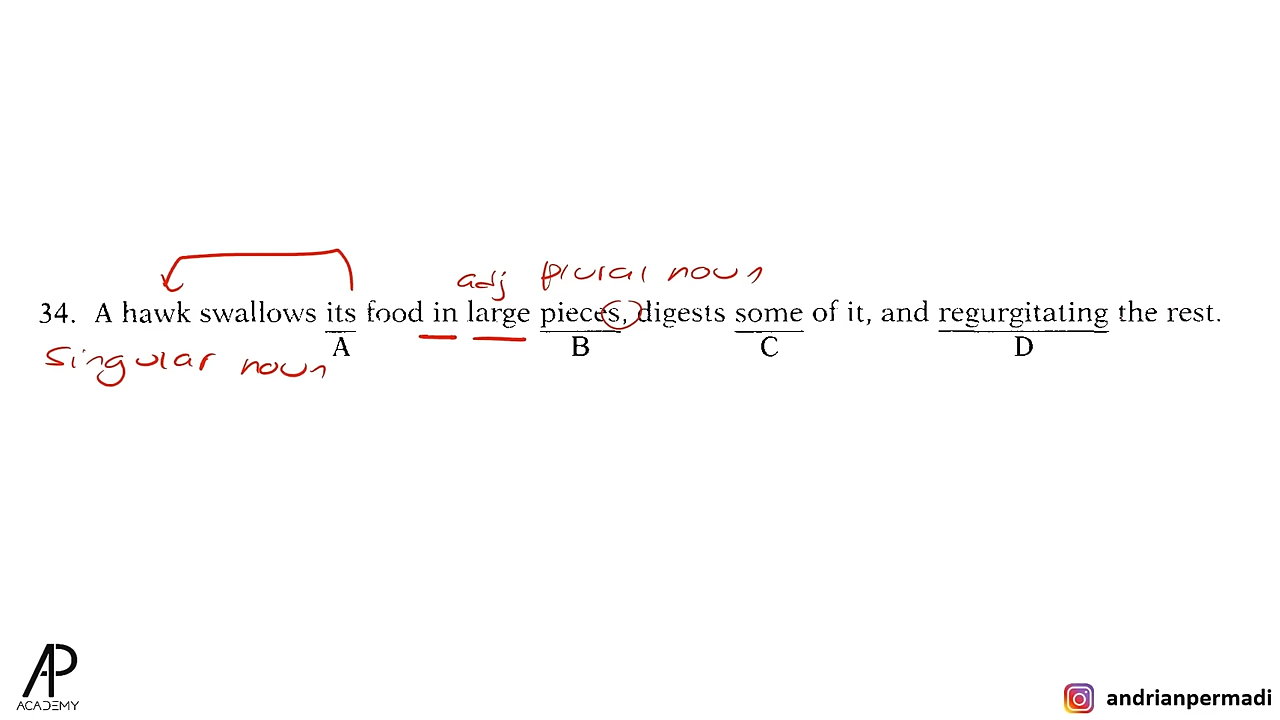 adj plural noun
34. A hawk swallows its food in large pieces, digests some of it, and regurgitating the rest.
A B C D
Singular noun
AP
ACADEMY
andrianpermadi